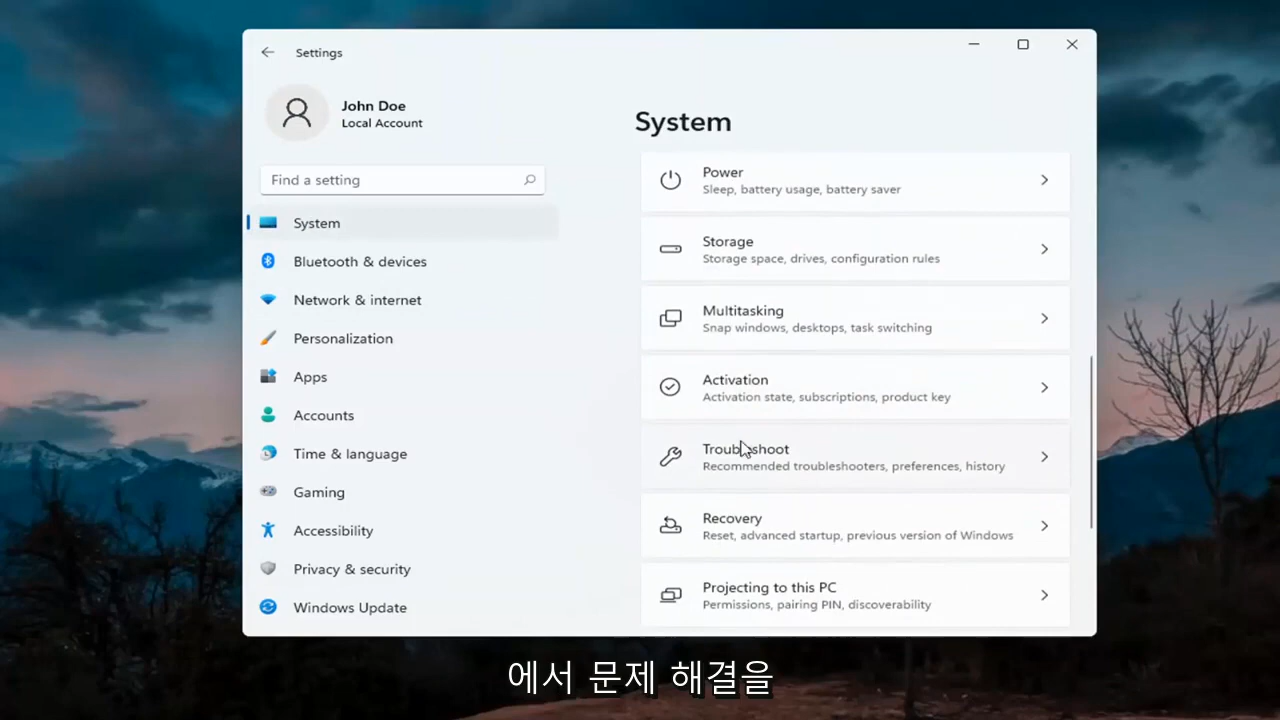 Settings
John Doe
Local Account
Find a setting
System
Bluetooth & devices
Network & internet
Personalization
Apps
Accounts
Time & language
Gaming
Accessibility
Privacy & security
Windows Update
System
Power
Sleep, battery usage, battery saver
Storage
Storage space, drives, configuration rules
Multitasking
Snap windows, desktops, task switching
Activation
Activation state, subscriptions, product key
Troubleshoot
Recommended troubleshooters, preferences, history
Recovery
Reset, advanced startup, previous version of Windows
Projecting to this PC
Permissions, pairing PIN, discoverability
에서 문제 해결을